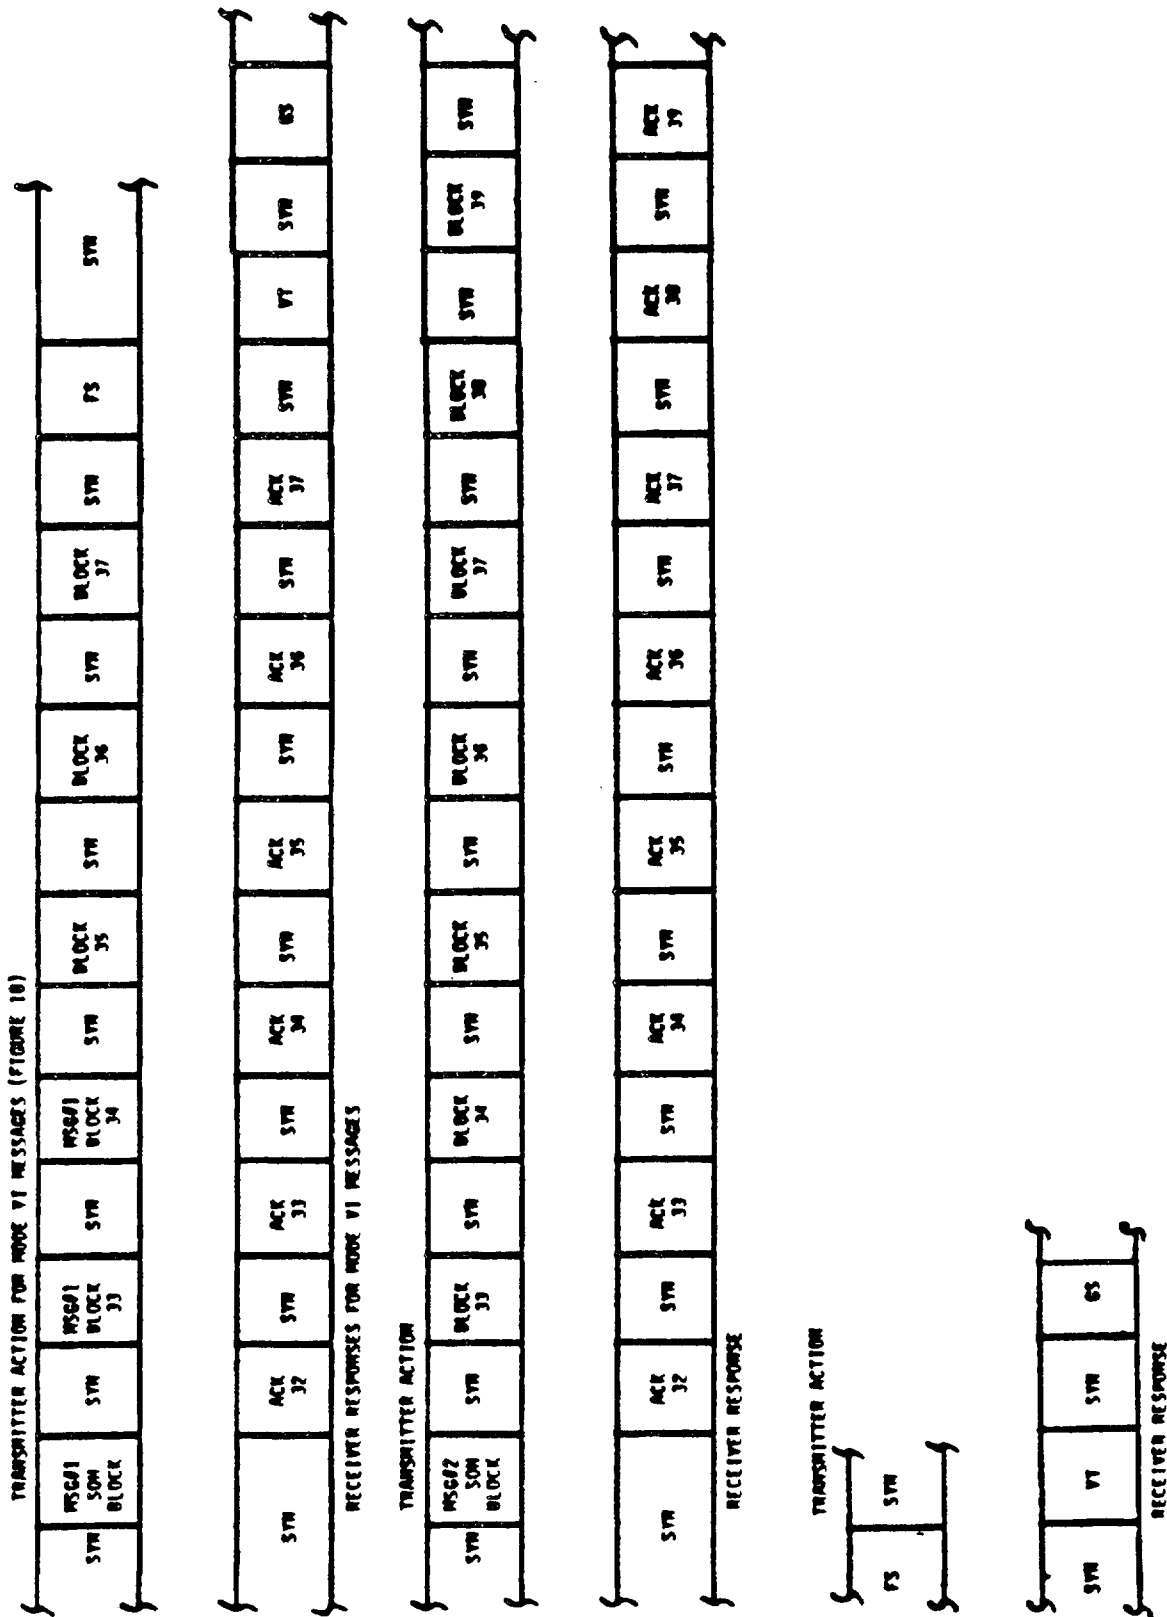 TRANSMITTER ACTION FOR MODE VI MESSAGES (FIGURE 10)
SYN
MSG#1
SOM
BLOCK
SYN
MSG#1
BLOCK
33
SYN
MSG#1
BLOCK
34
SYN
BLOCK
35
SYN
BLOCK
36
SYN
BLOCK
37
SYN
FS
SYN
SYN
ACK
32
SYN
ACK
33
SYN
ACK
34
SYN
ACK
35
SYN
ACK
36
SYN
ACK
37
SYN
VT
SYN
GS
RECEIVER RESPONSES FOR MODE VI MESSAGES
TRANSMITTER ACTION
SYN
MSG#2
SOM
BLOCK
SYN
BLOCK
33
SYN
BLOCK
34
SYN
BLOCK
35
SYN
BLOCK
36
SYN
BLOCK
37
SYN
BLOCK
38
SYN
BLOCK
39
SYN
SYN
ACK
32
SYN
ACK
33
SYN
ACK
34
SYN
ACK
35
SYN
ACK
36
SYN
ACK
37
SYN
ACK
38
SYN
ACK
39
RECEIVER RESPONSE
TRANSMITTER ACTION
FS
SYN
SYN
VT
SYN
GS
RECEIVER RESPONSE